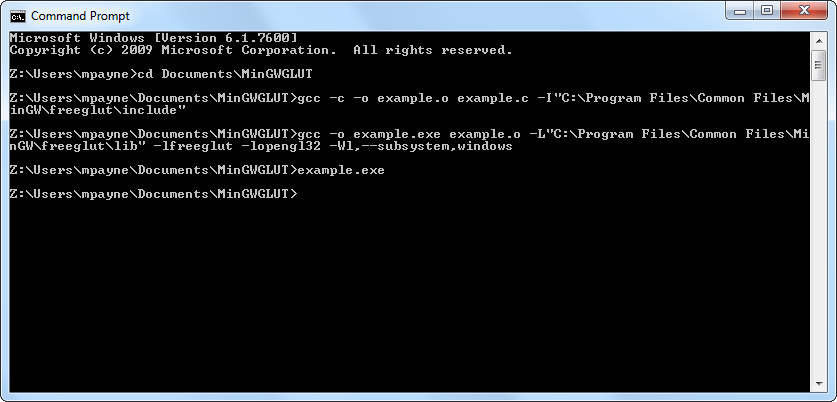 Command Prompt
Microsoft Windows [Version 6.1.7600]
Copyright (c) 2009 Microsoft Corporation.  All rights reserved.
Z:\Users\mpayne>cd Documents\MinGWGLUT
Z:\Users\mpayne\Documents\MinGWGLUT>gcc -c -o example.o example.c -I"C:\Program Files\Common Files\M
inGW\freeglut\include"
Z:\Users\mpayne\Documents\MinGWGLUT>gcc -o example.exe example.o -L"C:\Program Files\Common Files\Mi
nGW\freeglut\lib" -lfreeglut -lopengl32 -Wl,--subsystem,windows
Z:\Users\mpayne\Documents\MinGWGLUT>example.exe
Z:\Users\mpayne\Documents\MinGWGLUT>